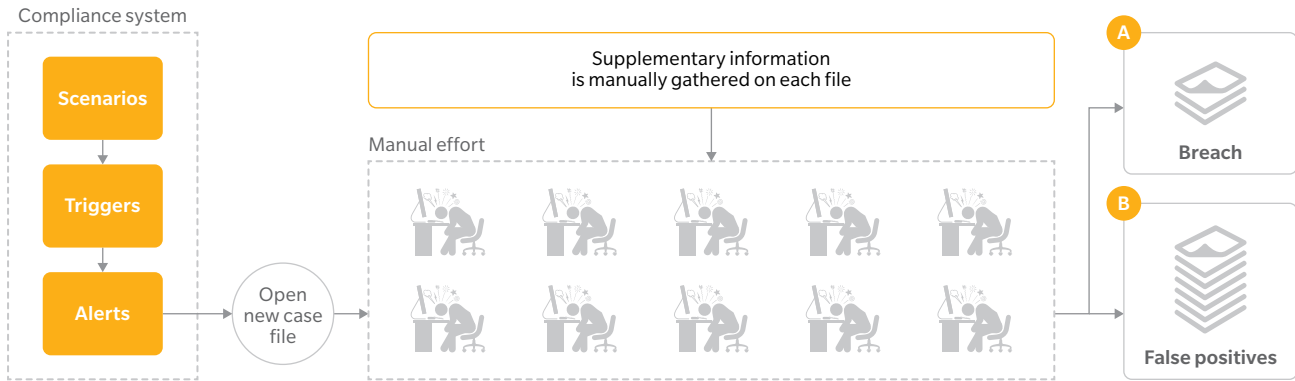 Compliance system
Scenarios
Triggers
Alerts
Open
new case
file
Supplementary information
is manually gathered on each file
Manual effort
A
Breach
B
False positives